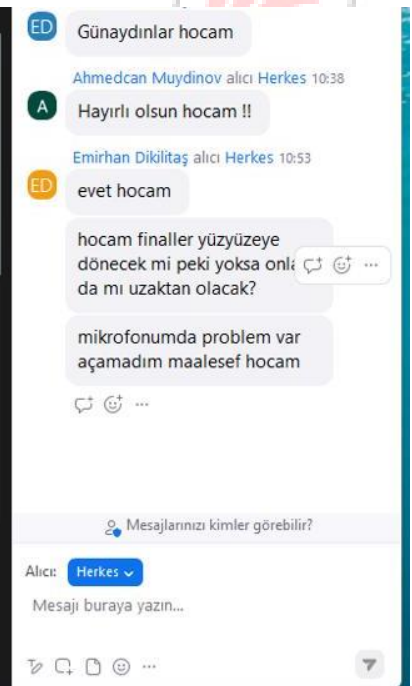 ED
Günaydınlar hocam
Ahmedcan Muydinov alıcı Herkes 10:38
A
Hayırlı olsun hocam !!
Emirhan Dikilitaş alıcı Herkes 10:53
ED
evet hocam
hocam finaller yüzyüzeye
dönecek mi peki yoksa
da mı uzaktan olacak?
mikrofonumda problem var
açamadım maalesef hocam
Mesajlarınızı kimler görebilir?
Alıcı: Herkes
Mesajı buraya yazın...